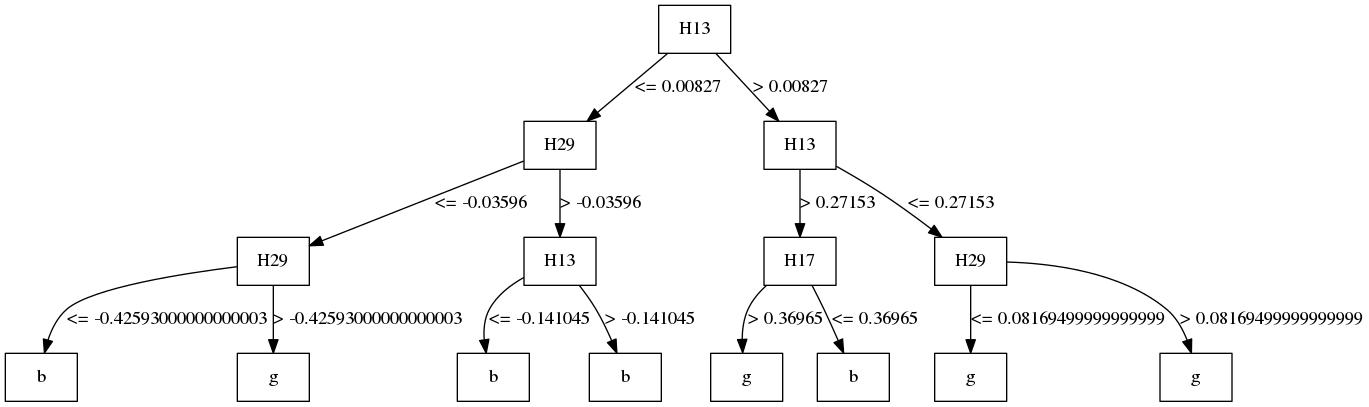 H13
<= 0.00827
> 0.00827
H29
H13
<= -0.03596
> -0.03596
> 0.27153
<= 0.27153
H29
H13
H17
H29
<= -0.42593000000000003
> -0.42593000000000003
<= -0.141045
> -0.141045
> 0.36965
<= 0.36965
<= 0.08169499999999999
> 0.08169499999999999
b
g
b
b
g
b
g
g